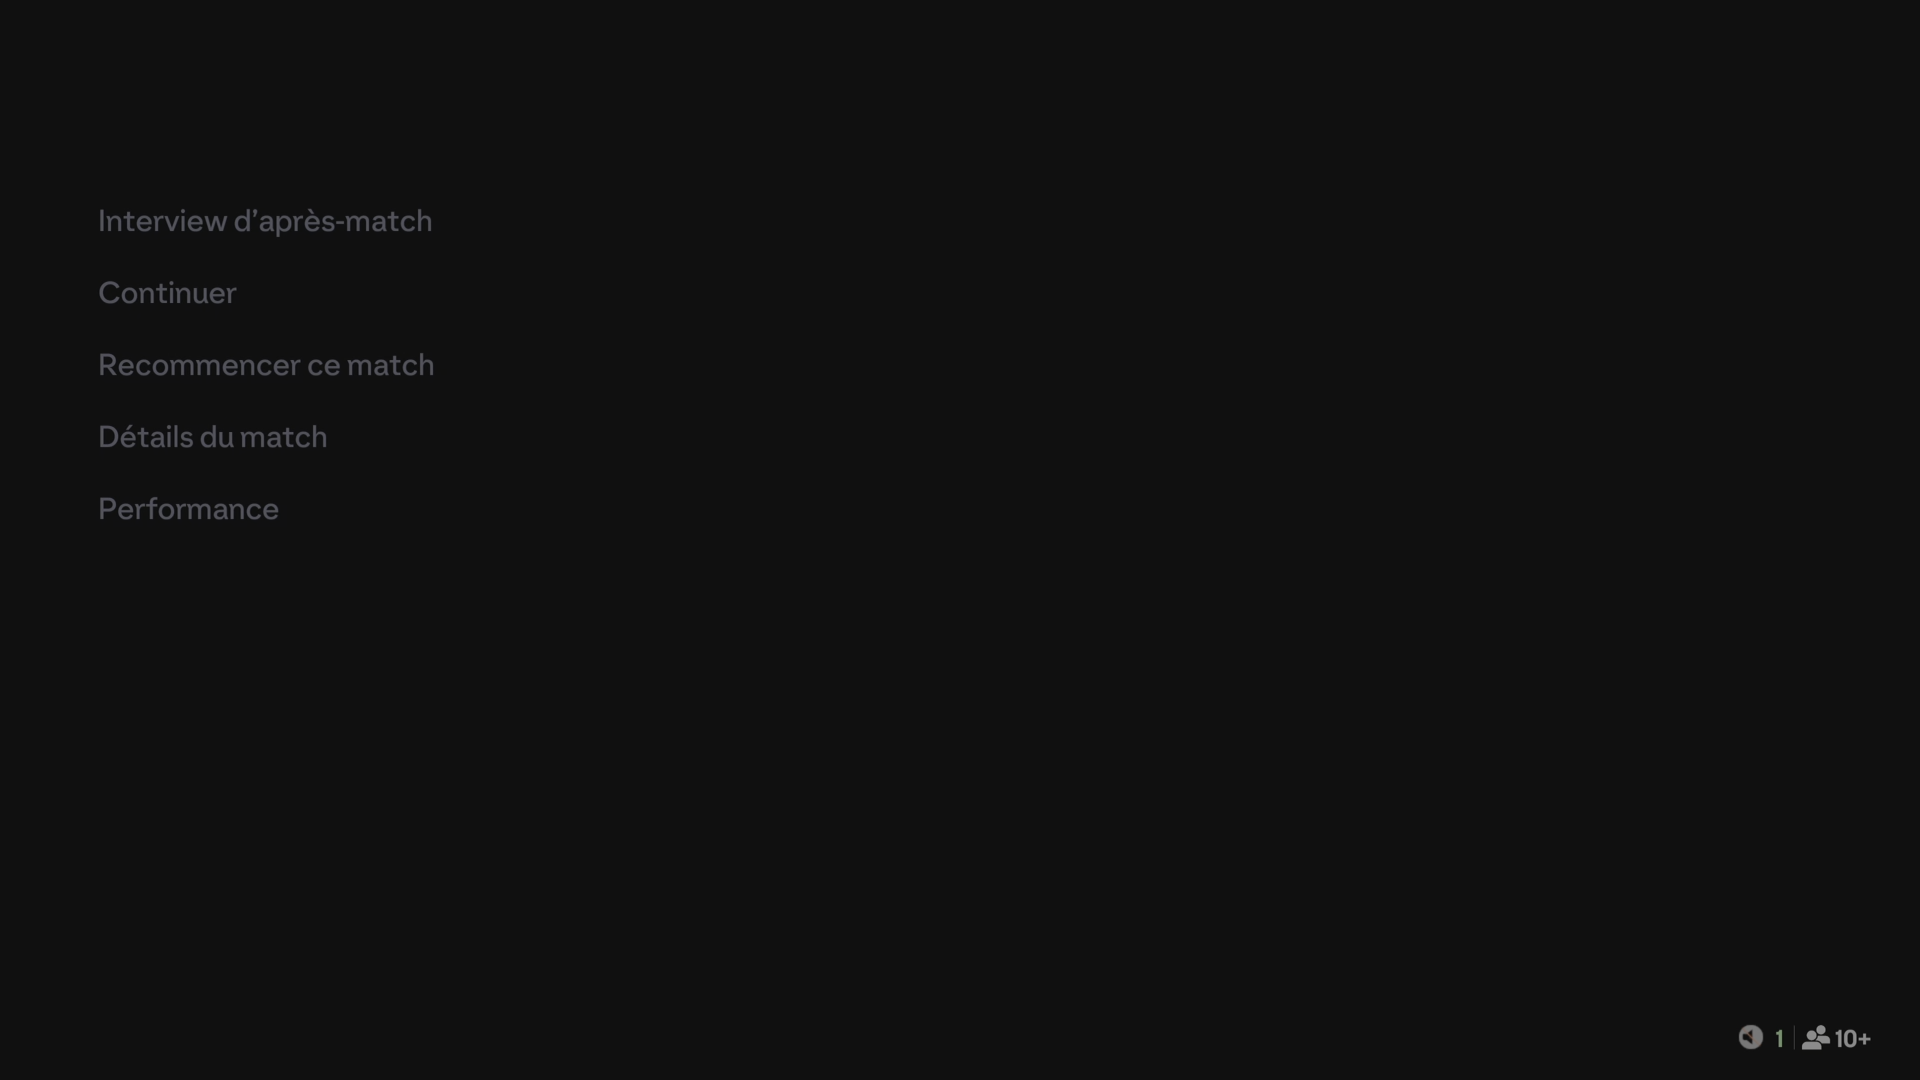 Interview d’après-match
Continuer
Recommencer ce match
Détails du match
Performance
1 10+